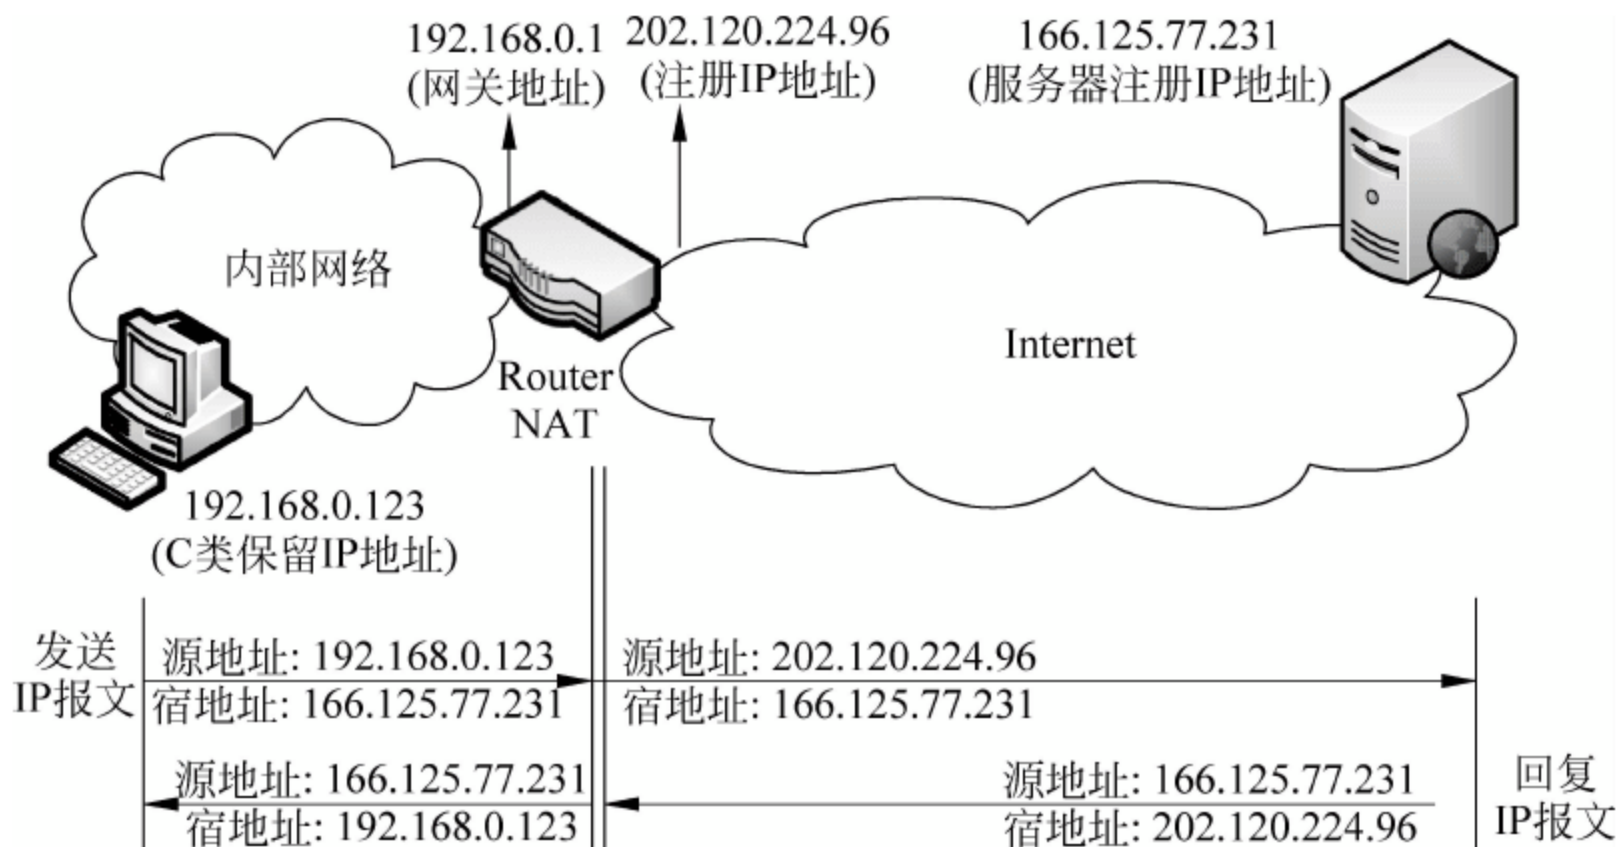 192.168.0.1
(网关地址)
202.120.224.96
(注册IP地址)
166.125.77.231
(服务器注册IP地址)
内部网络
Router
NAT
Internet
192.168.0.123
(C类保留IP地址)
发送
IP报文
源地址: 192.168.0.123
宿地址: 166.125.77.231
源地址: 202.120.224.96
宿地址: 166.125.77.231
源地址: 166.125.77.231
宿地址: 192.168.0.123
源地址: 166.125.77.231
宿地址: 202.120.224.96
回复
IP报文